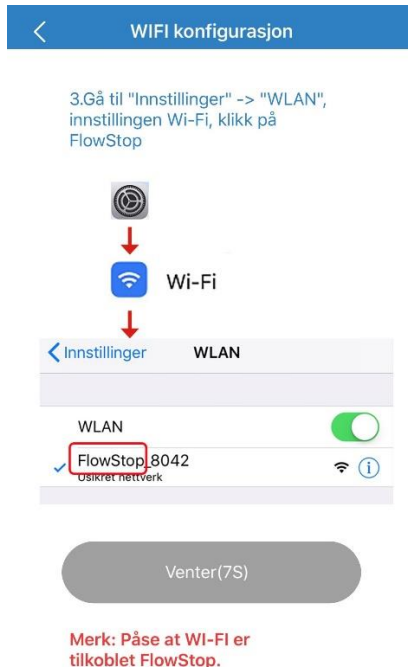 WIFI konfigurasjon
3.Gå til "Innstillinger" -> "WLAN",
innstillingen Wi-Fi, klikk på
FlowStop
Wi-Fi
Innstillinger WLAN
WLAN
FlowStop_8042
Usikret nettverk
Venter(7S)
Merk: Påse at WI-FI er
tilkoblet FlowStop.